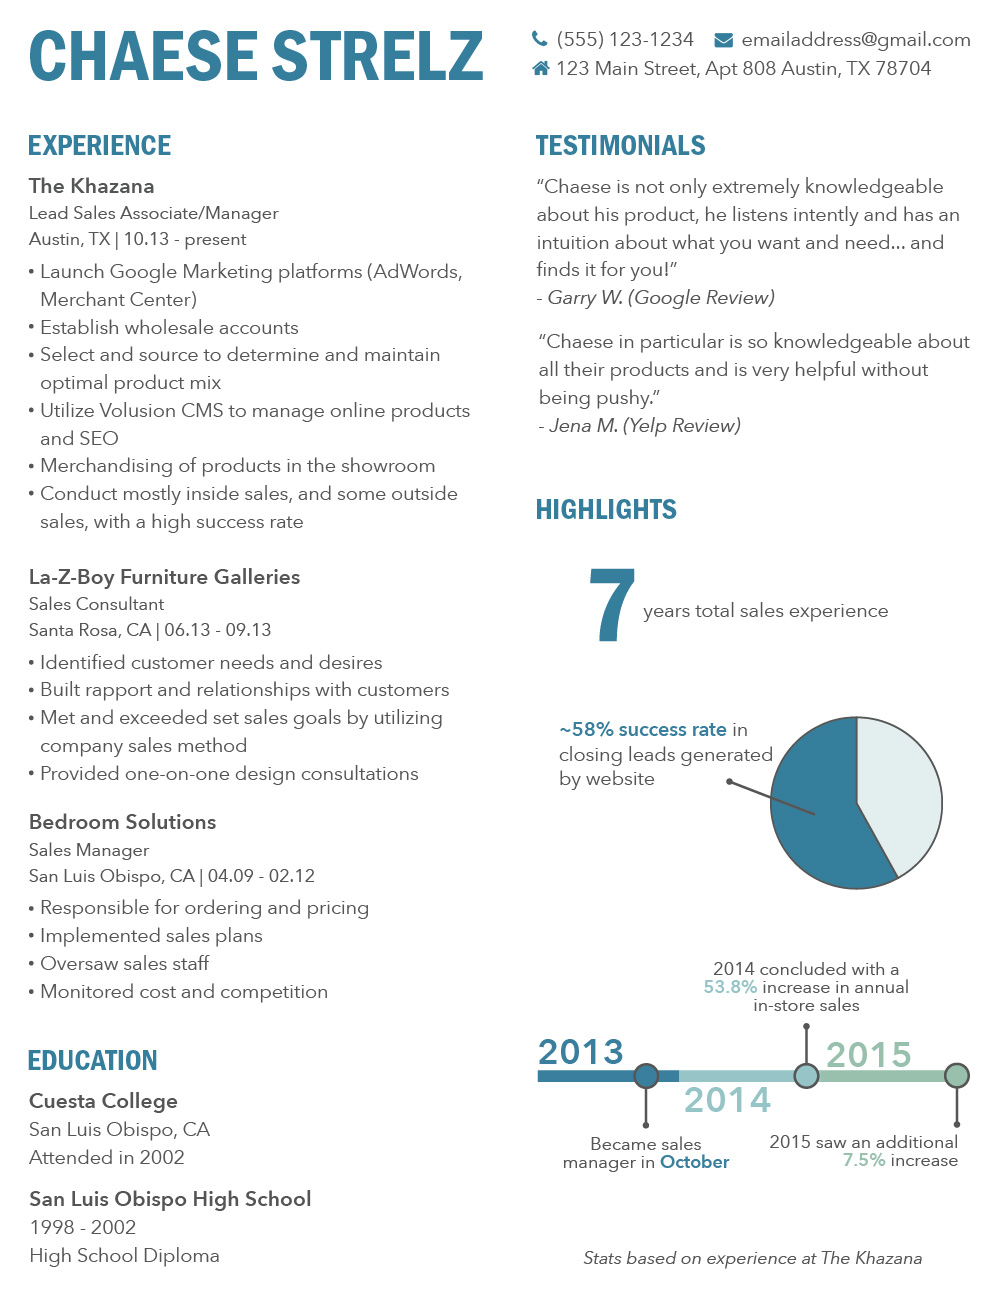 CHAESE STRELZ
(555) 123-1234 emailaddress@gmail.com
123 Main Street, Apt 808 Austin, TX 78704
EXPERIENCE
The Khazana
Lead Sales Associate/Manager
Austin, TX | 10.13 - present
• Launch Google Marketing platforms (AdWords,
Merchant Center)
• Establish wholesale accounts
• Select and source to determine and maintain
optimal product mix
• Utilize Volusion CMS to manage online products
and SEO
• Merchandising of products in the showroom
• Conduct mostly inside sales, and some outside
sales, with a high success rate
La-Z-Boy Furniture Galleries
Sales Consultant
Santa Rosa, CA | 06.13 - 09.13
• Identified customer needs and desires
• Built rapport and relationships with customers
• Met and exceeded set sales goals by utilizing
company sales method
• Provided one-on-one design consultations
Bedroom Solutions
Sales Manager
San Luis Obispo, CA | 04.09 - 02.12
• Responsible for ordering and pricing
• Implemented sales plans
• Oversaw sales staff
• Monitored cost and competition
EDUCATION
Cuesta College
San Luis Obispo, CA
Attended in 2002
San Luis Obispo High School
1998 - 2002
High School Diploma
TESTIMONIALS
“Chaese is not only extremely knowledgeable
about his product, he listens intently and has an
intuition about what you want and need... and
finds it for you!”
- Garry W. (Google Review)
“Chaese in particular is so knowledgeable about
all their products and is very helpful without
being pushy.”
- Jena M. (Yelp Review)
HIGHLIGHTS
7 years total sales experience
~58% success rate in
closing leads generated
by website
2014 concluded with a
53.8% increase in annual
in-store sales
2013
2015
2014
Became sales
manager in October
2015 saw an additional
7.5% increase
Stats based on experience at The Khazana